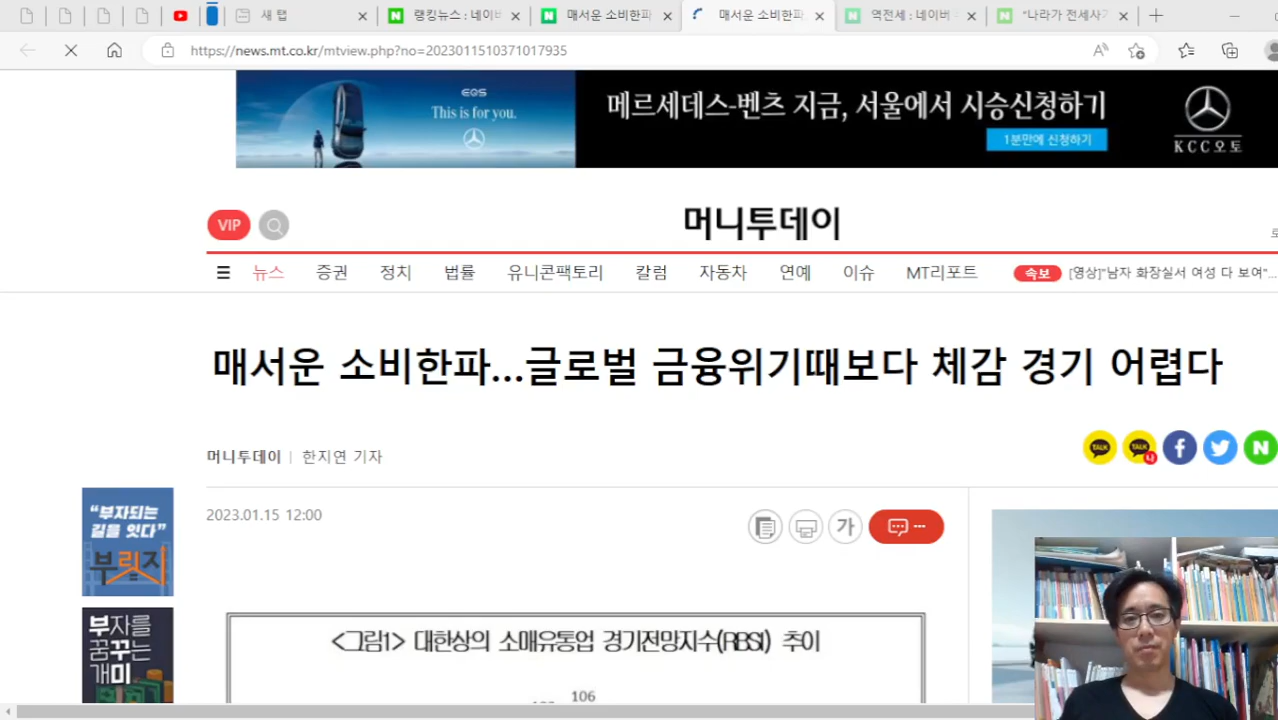 새 탭
랭킹뉴스 : 네이버
매서운 소비한파
매서운 소비한파
역전세 : 네이버
"나라가 전세사기
https://news.mt.co.kr/mtview.php?no=2023011510371017935
EQS
This is for you.
메르세데스-벤츠 지금, 서울에서 시승신청하기
1분만에 신청하기
KCC오토
VIP
머니투데이
뉴스 증권 정치 법률 유니콘팩토리 칼럼 자동차 연예 이슈 MT리포트 속보 [영상]"남자 화장실서 여성 다 보여"...
매서운 소비한파...글로벌 금융위기때보다 체감 경기 어렵다
머니투데이 | 한지연 기자
TALK
TALK
N
2023.01.15 12:00
가
"부자되는
길을 잇다"
부릿지
부자를
꿈꾸는
개미
<그림1> 대한상의 소매유통업 경기전망지수(RBSI) 추이
106